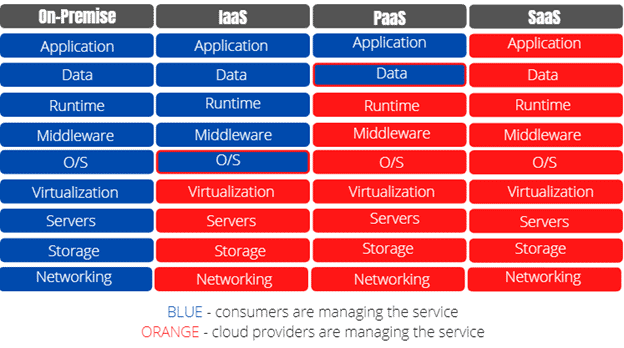 On-Premise IaaS PaaS SaaS
Application Application Application Application
Data Data Data Data
Runtime Runtime Runtime Runtime
Middleware Middleware Middleware Middleware
O/S O/S O/S O/S
Virtualization Virtualization Virtualization Virtualization
Servers Servers Servers Servers
Storage Storage Storage Storage
Networking Networking Networking Networking
BLUE - consumers are managing the service
ORANGE - cloud providers are managing the service